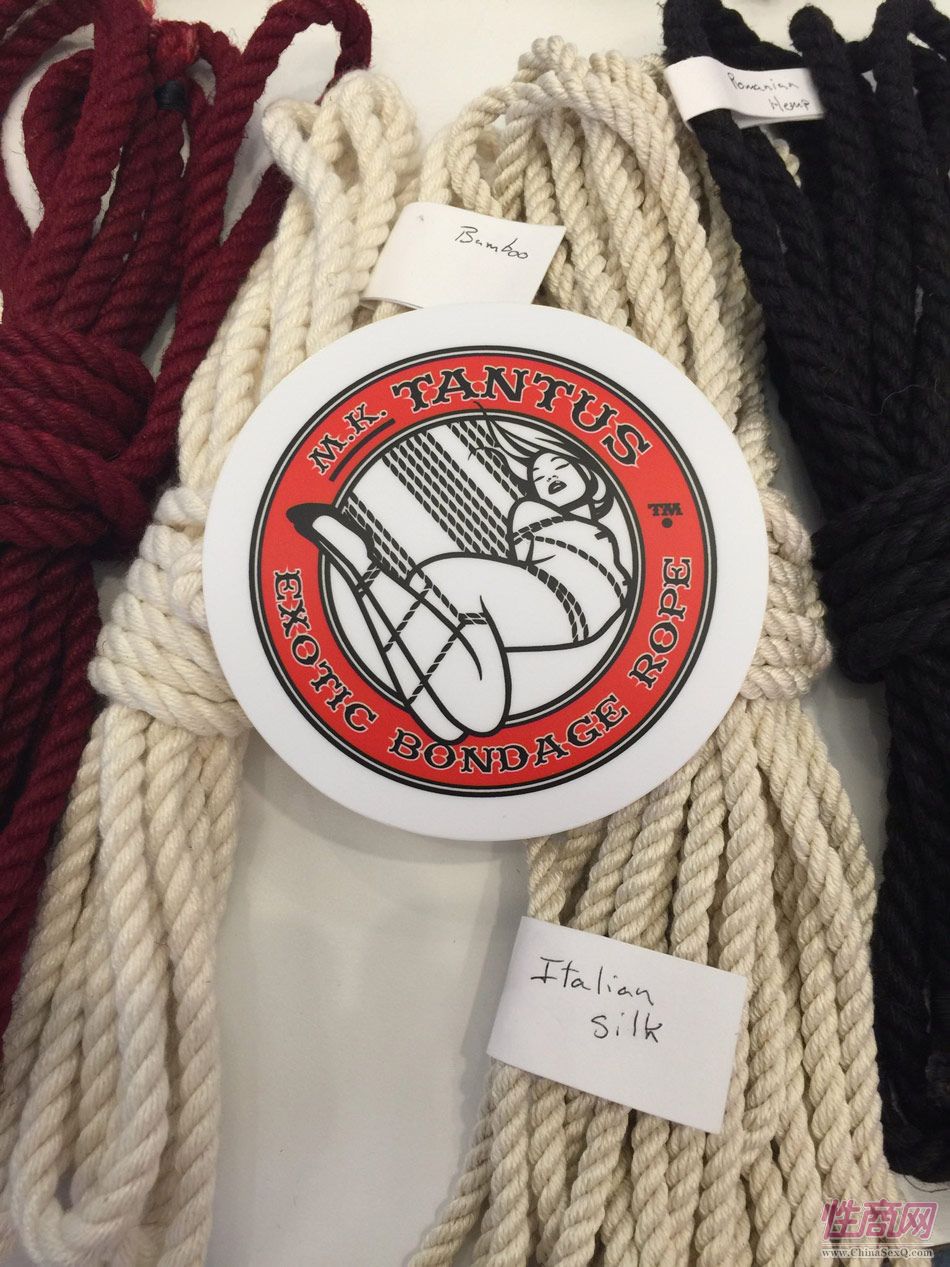 Romanian
Hemp
Bamboo
M.K. TANTUS
TM
EXOTIC BONDAGE ROPE
Italian
silk
性商网
www.ChinaSexQ.com